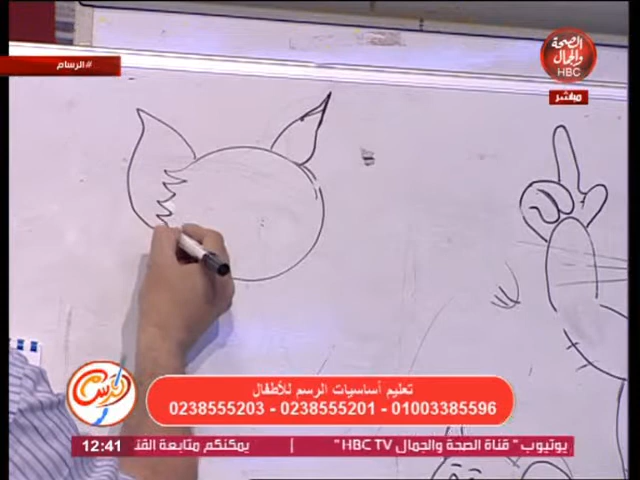 الصحة
والجمال
HBC
#الرسام
مباشر
تعليم أساسيات الرسم للأطفال
0238555203 - 0238555201 - 01003385596
12:41
يوتيوب " قناة الصحة والجمال HBC TV" | يمكنكم متابعة القن